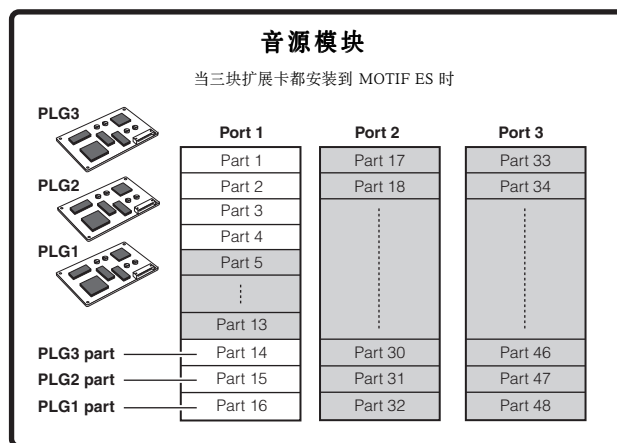 音源模块
当三块扩展卡都安装到 MOTIF ES 时
PLG3
PLG2
PLG1
Port 1
Part 1
Part 2
Part 3
Part 4
Part 5
Part 13
PLG3 part
Part 14
PLG2 part
Part 15
PLG1 part
Part 16
Port 2
Part 17
Part 18
Part 30
Part 31
Part 32
Port 3
Part 33
Part 34
Part 46
Part 47
Part 48